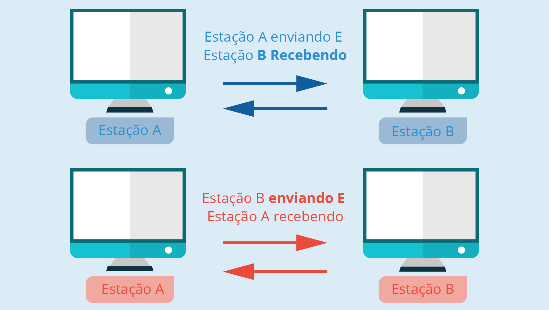 Estação A enviando E
Estação B Recebendo
Estação A
Estação B
Estação B enviando E
Estação A recebendo
Estação A
Estação B